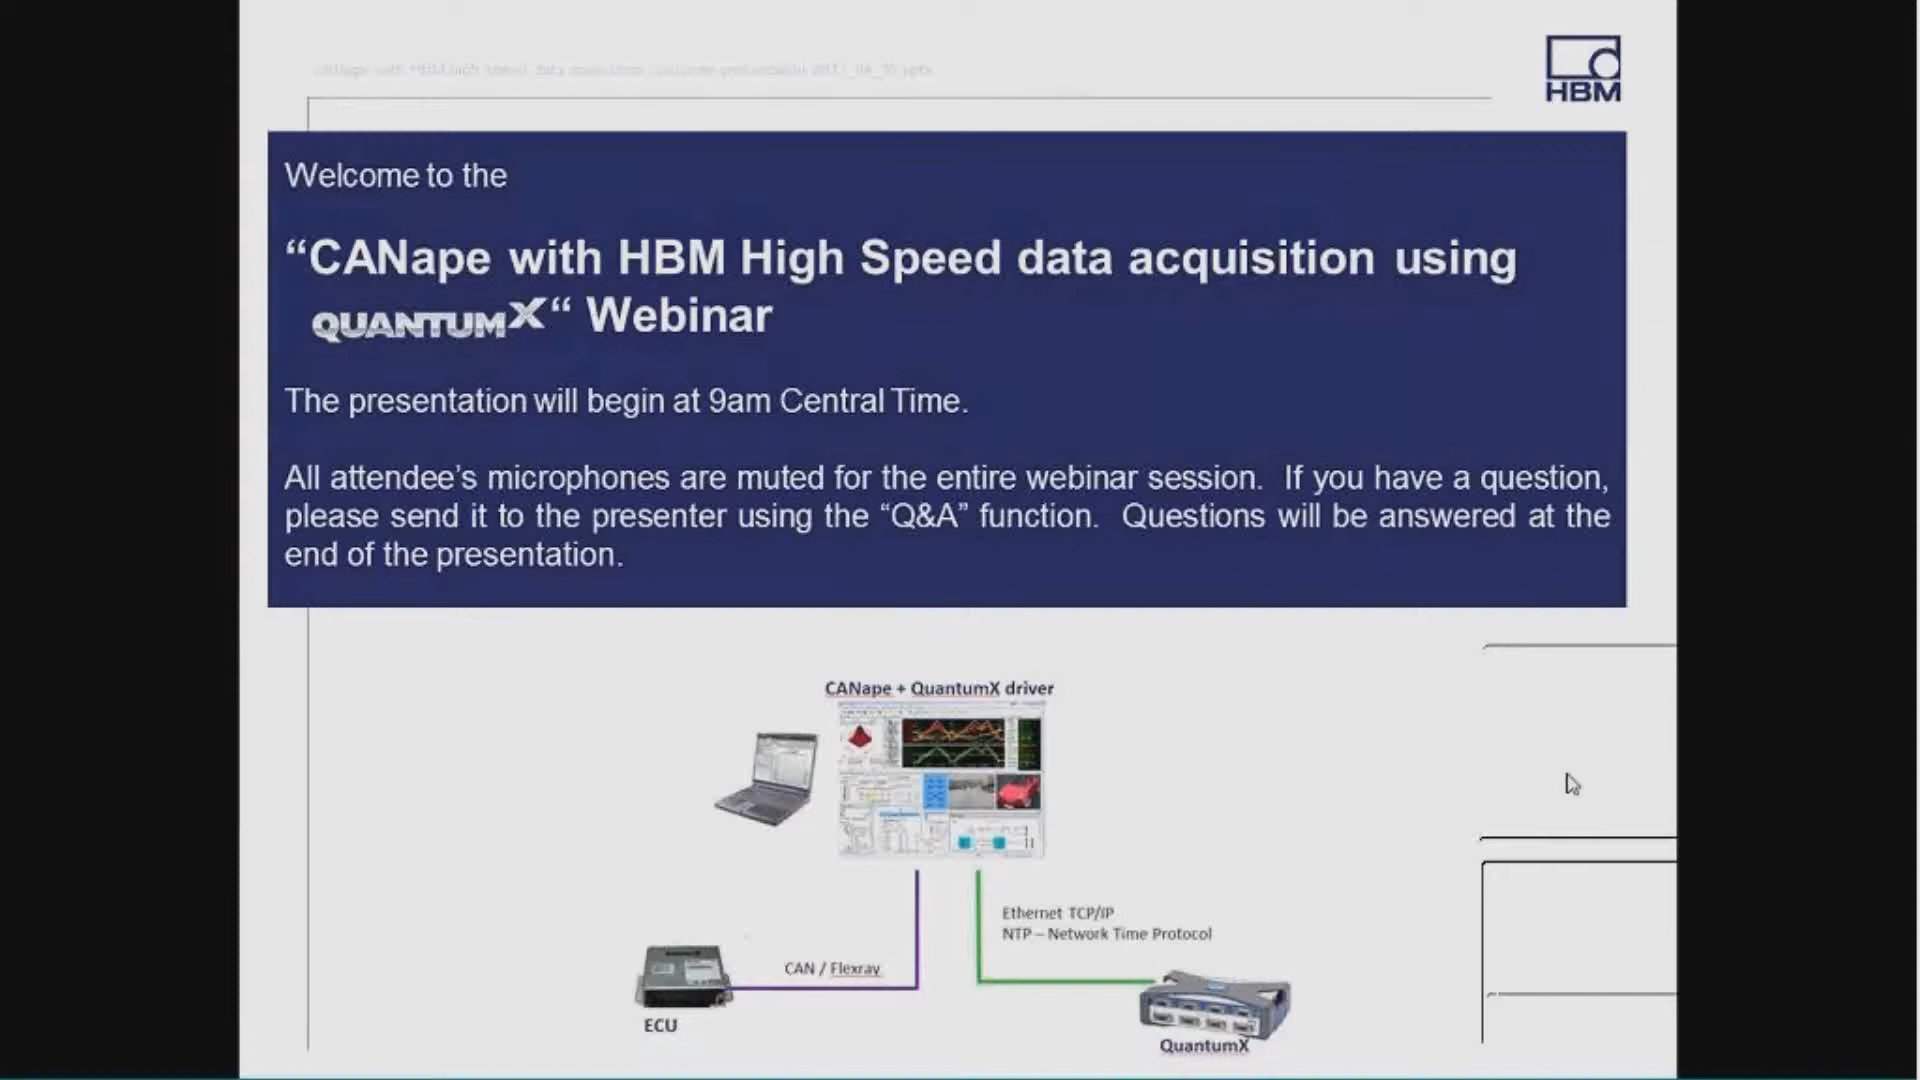 HBM
Welcome to the
“CANape with HBM High Speed data acquisition using
QUANTUMX“ Webinar
The presentation will begin at 9am Central Time.
All attendee’s microphones are muted for the entire webinar session. If you have a question,
please send it to the presenter using the “Q&A” function. Questions will be answered at the
end of the presentation.
CANape + QuantumX driver
Ethernet TCP/IP
NTP – Network Time Protocol
CAN / Flexray
ECU
QuantumX